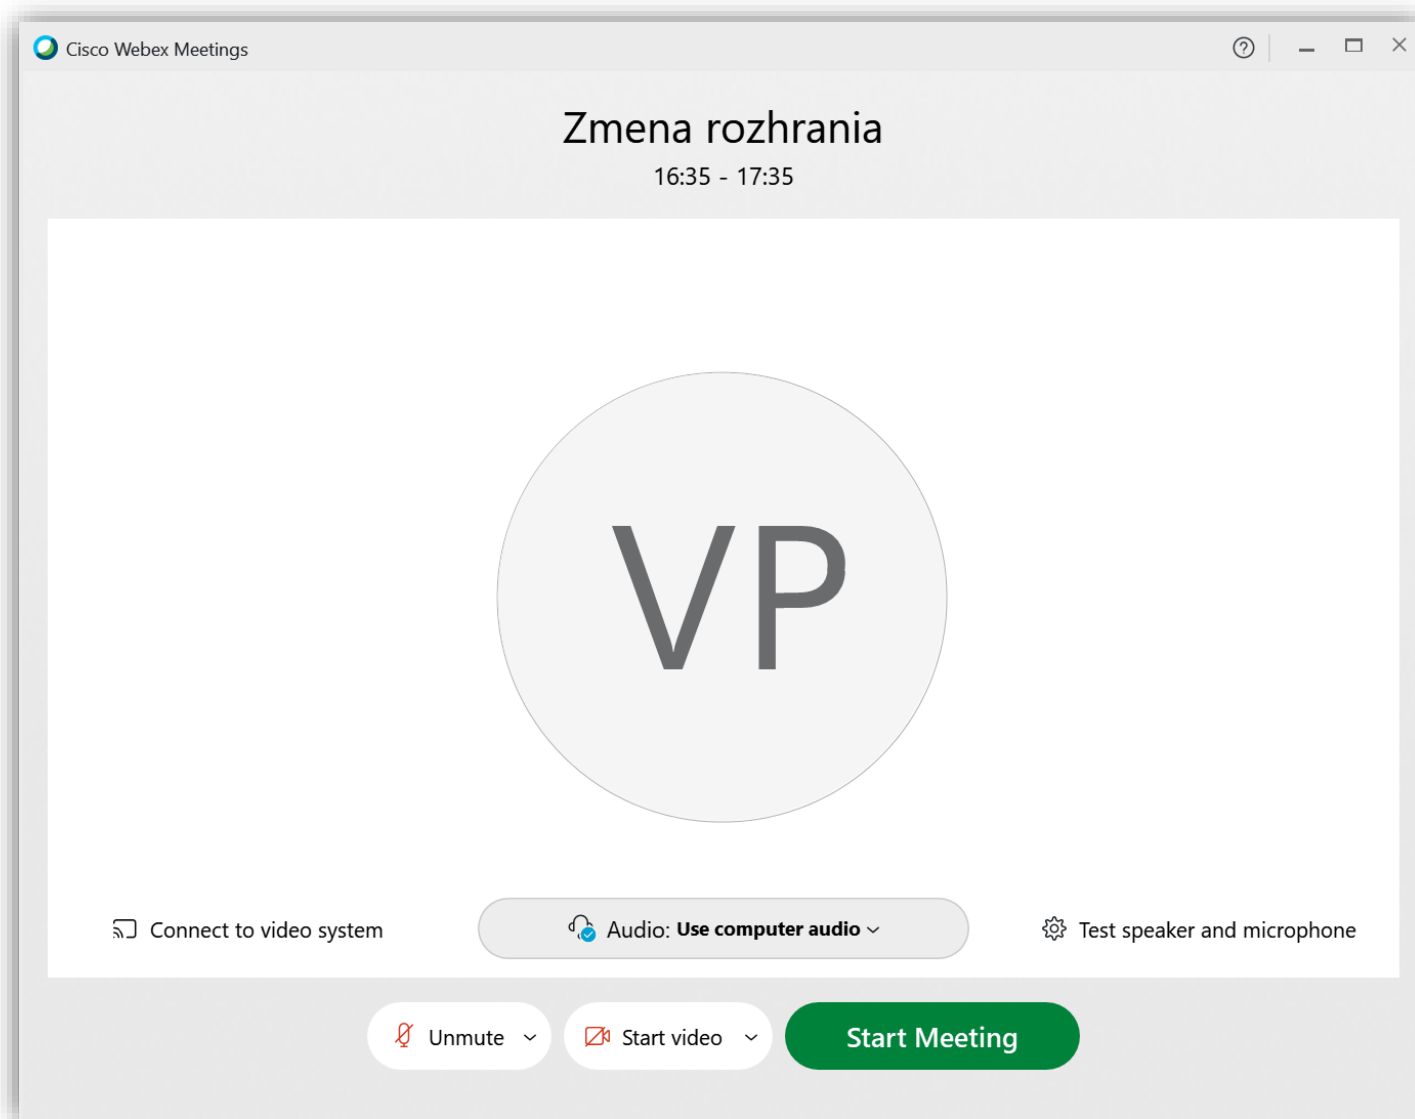 Cisco Webex Meetings
Zmena rozhrania
16:35 - 17:35
VP
Connect to video system
Audio: Use computer audio
Test speaker and microphone
Unmute
Start video
Start Meeting